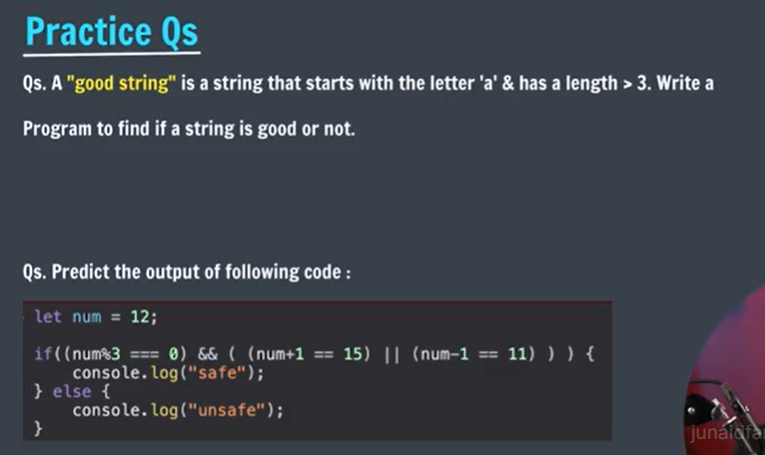 Practice Qs
Qs. A "good string" is a string that starts with the letter 'a' & has a length > 3. Write a
Program to find if a string is good or not.
Qs. Predict the output of following code :
let num = 12;
if((num%3 === 0) && ( (num+1 == 15) || (num-1 == 11) ) ) {
    console.log("safe");
} else {
    console.log("unsafe");
}